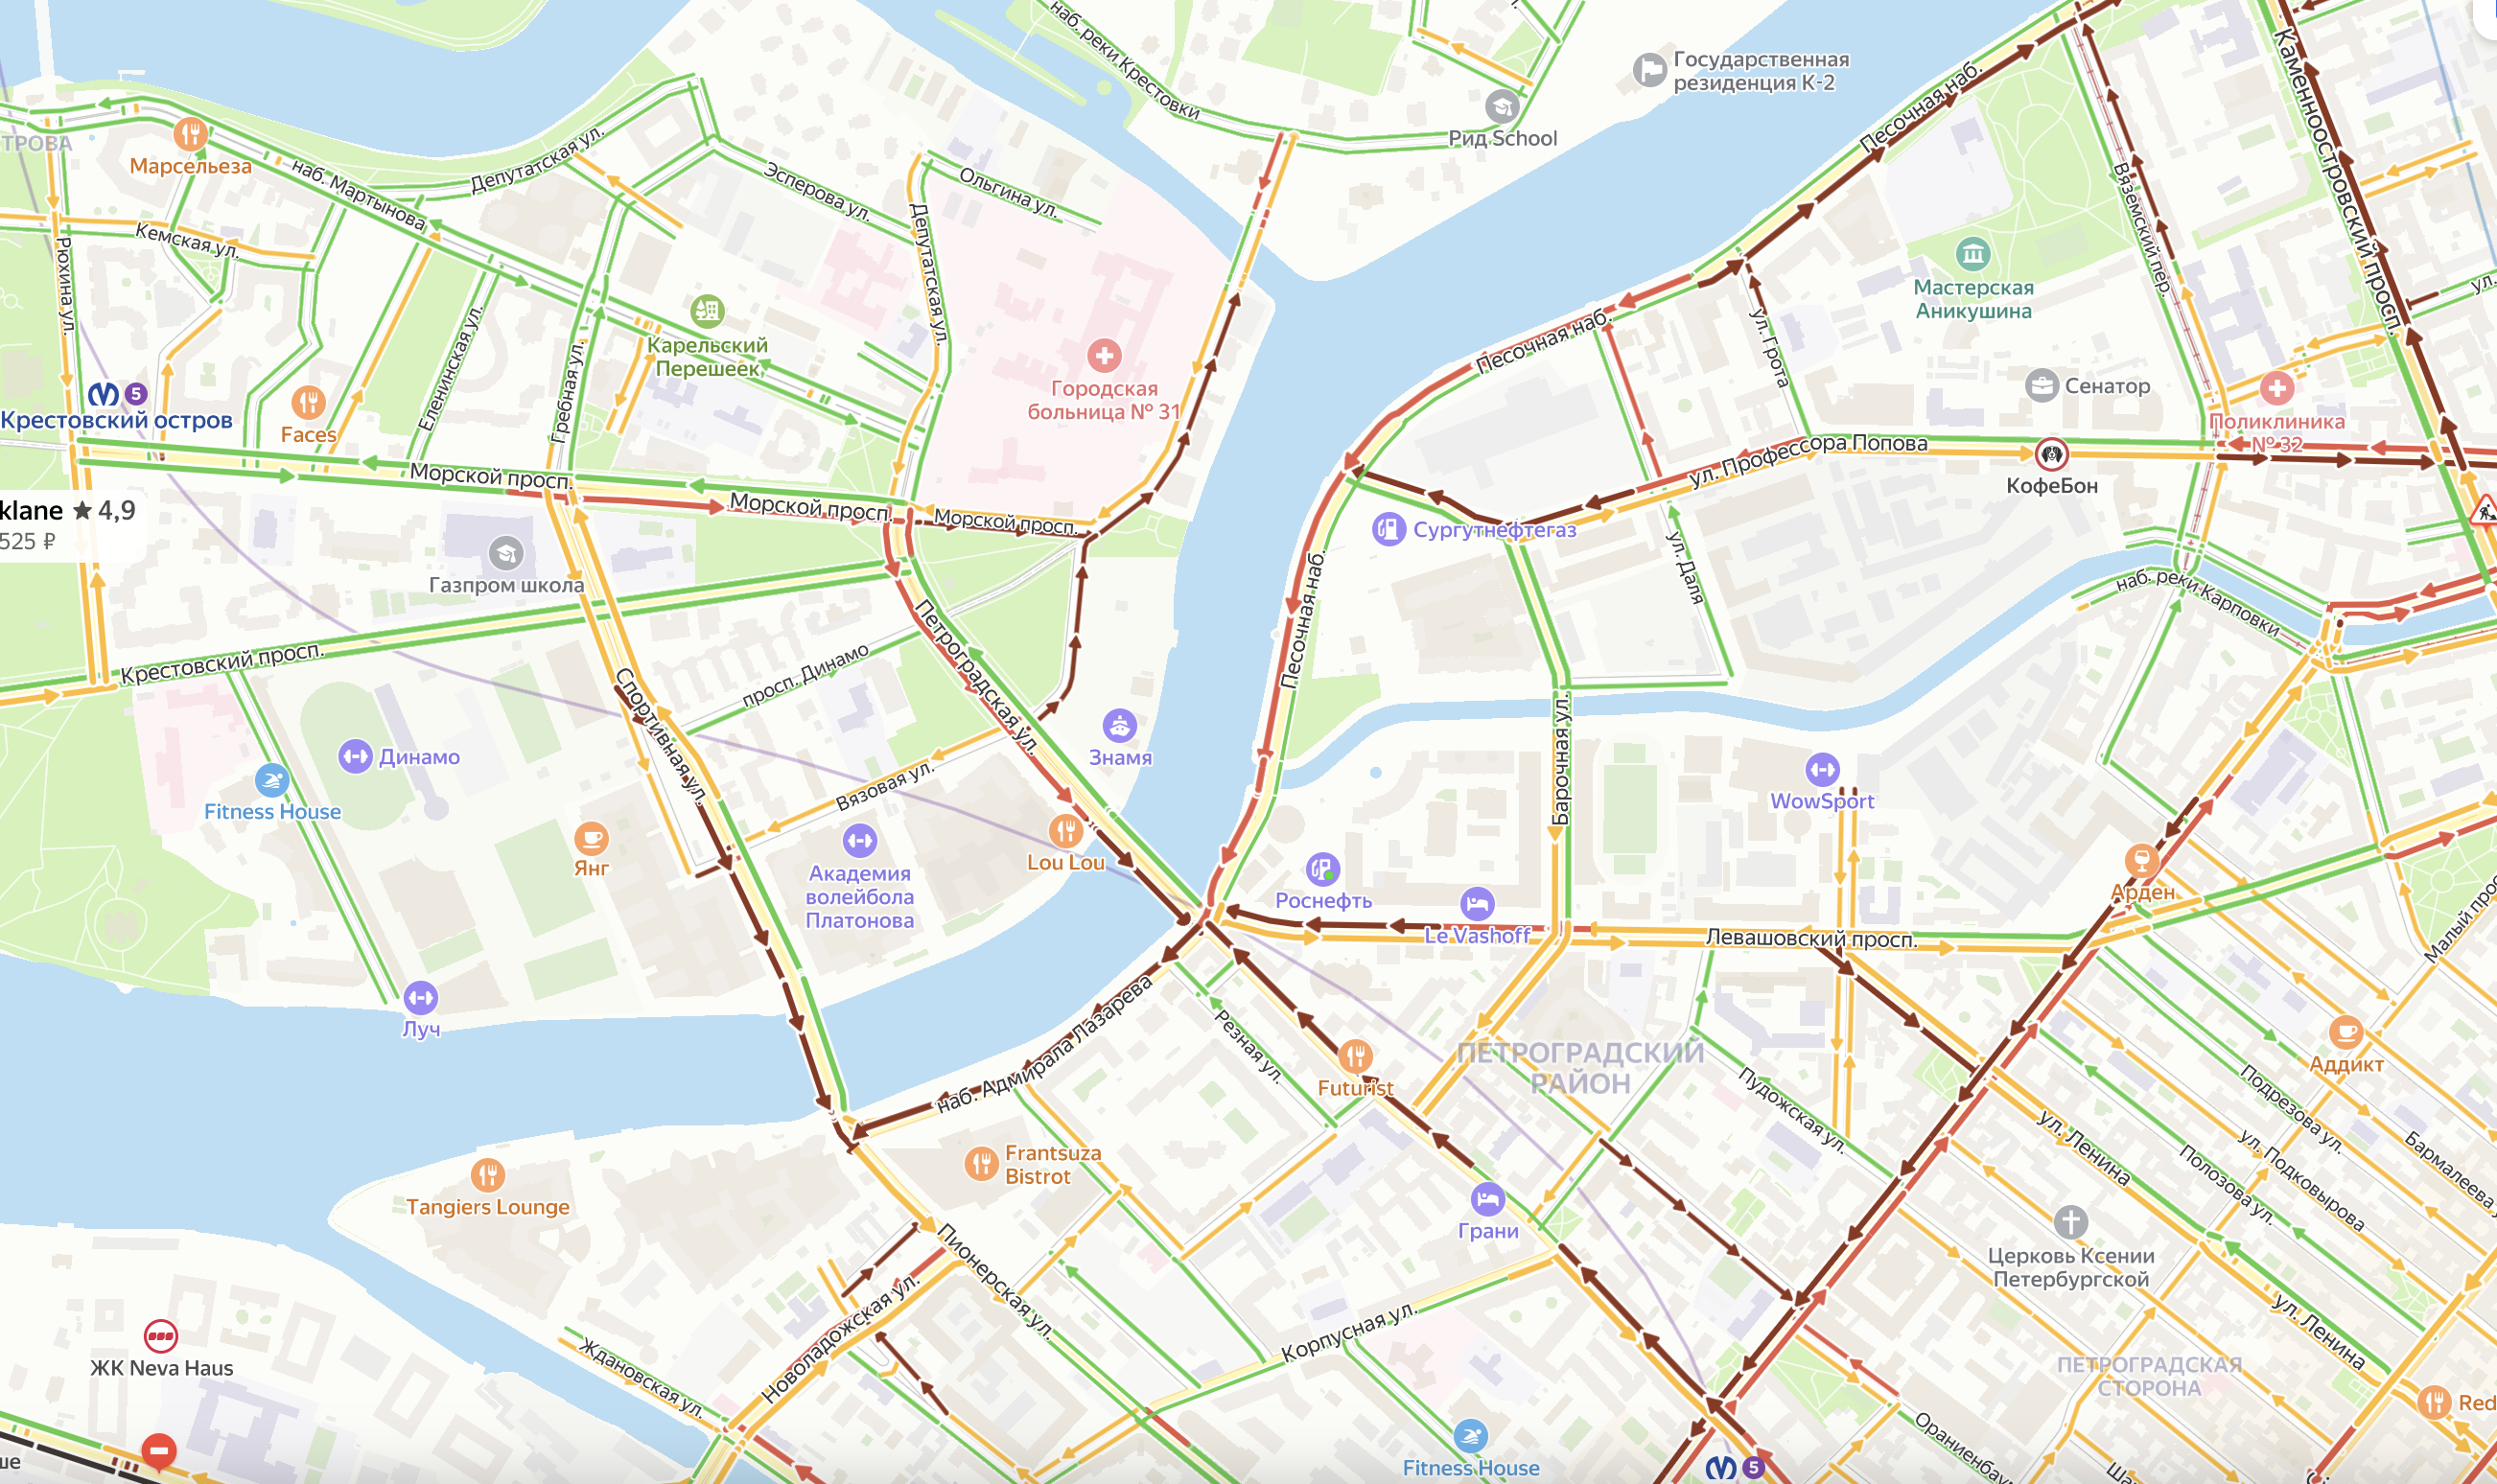 наб. реки Крестовки
Государственная
резиденция К-2
Рид School
Песочная наб.
Каменноостровский просп.
ТРОВА
Марсельеза
наб. Мартынова
Депутатская ул.
Эсперова ул.
Ольгина ул.
Депутатская ул.
Вяземский пер.
Кемская ул.
Рюхина ул.
Мастерская
Аникушина
ул.
Карельский
Перешеек
Песочная наб.
ул. Грота
Городская
больница № 31
Сенатор
5
Крестовский остров
Faces
Еленинская ул.
Гребная ул.
Поликлиника
№ 32
ул. Профессора Попова
КофеБон
Морской просп.
Морской просп.
Морской просп.
klane ★ 4,9
525 ₽
Сургутнефтегаз
Газпром школа
ул. Даля
наб. реки Карповки
Песочная наб.
Крестовский просп.
Петроградская ул.
просп. Динамо
Спортивная ул.
Барочная ул.
Знамя
Динамо
Вязовая ул.
Fitness House
WowSport
Янг
Lou Lou
Академия
волейбола
Платонова
Роснефть
Арден
Le Vashoff
Левашовский просп.
Малый прос
Луч
наб. Адмирала Лазарева
Резная ул.
ПЕТРОГРАДСКИЙ
РАЙОН
Futurist
Аддикт
Пудожская ул.
Подрезова ул.
ул. Ленина
Полозова ул.
ул. Подковырова
Бармалеева у
Frantsuza
Bistrot
Tangiers Lounge
Грани
Церковь Ксении
Петербургской
Пионерская ул.
Новоладожская ул.
Корпусная ул.
ул. Ленина
ЖК Neva Haus
Ждановская ул.
ПЕТРОГРАДСКАЯ
СТОРОНА
Red
Ораниенбау
ше
Fitness House
5
Ша